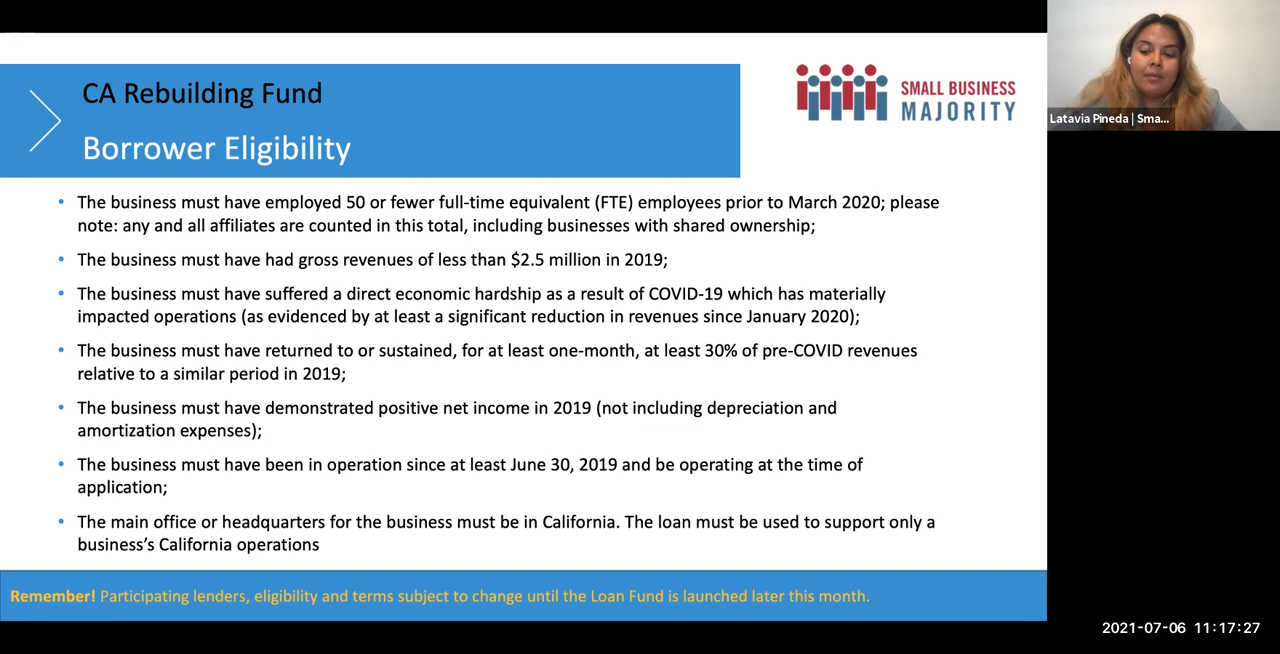 CA Rebuilding Fund
Borrower Eligibility
SMALL BUSINESS
MAJORITY
Latavia Pineda | Sma...
• The business must have employed 50 or fewer full-time equivalent (FTE) employees prior to March 2020; please
note: any and all affiliates are counted in this total, including businesses with shared ownership;
• The business must have had gross revenues of less than $2.5 million in 2019;
• The business must have suffered a direct economic hardship as a result of COVID-19 which has materially
impacted operations (as evidenced by at least a significant reduction in revenues since January 2020);
• The business must have returned to or sustained, for at least one-month, at least 30% of pre-COVID revenues
relative to a similar period in 2019;
• The business must have demonstrated positive net income in 2019 (not including depreciation and
amortization expenses);
• The business must have been in operation since at least June 30, 2019 and be operating at the time of
application;
• The main office or headquarters for the business must be in California. The loan must be used to support only a
business’s California operations
Remember! Participating lenders, eligibility and terms subject to change until the Loan Fund is launched later this month.
2021-07-06 11:17:27